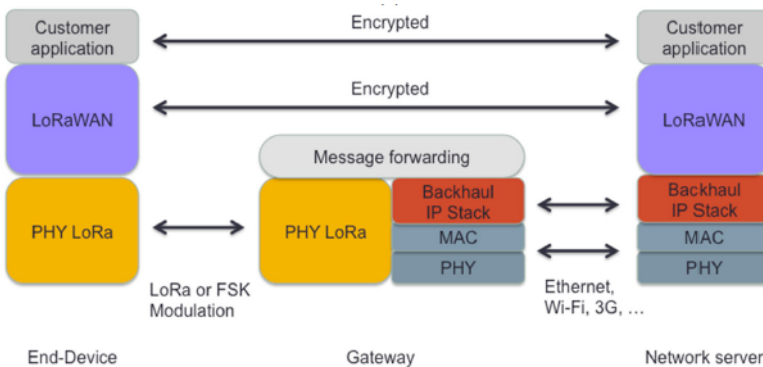 Customer
application
Encrypted
Customer
application
LoRaWAN
Encrypted
LoRaWAN
Message forwarding
PHY LoRa
PHY LoRa
Backhaul
IP Stack
MAC
PHY
Backhaul
IP Stack
MAC
PHY
LoRa or FSK
Modulation
Ethernet,
Wi-Fi, 3G, ...
End-Device
Gateway
Network server